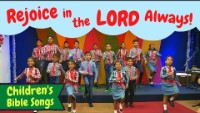 Rejoice in the LORD Always!
Children's
Bible Songs